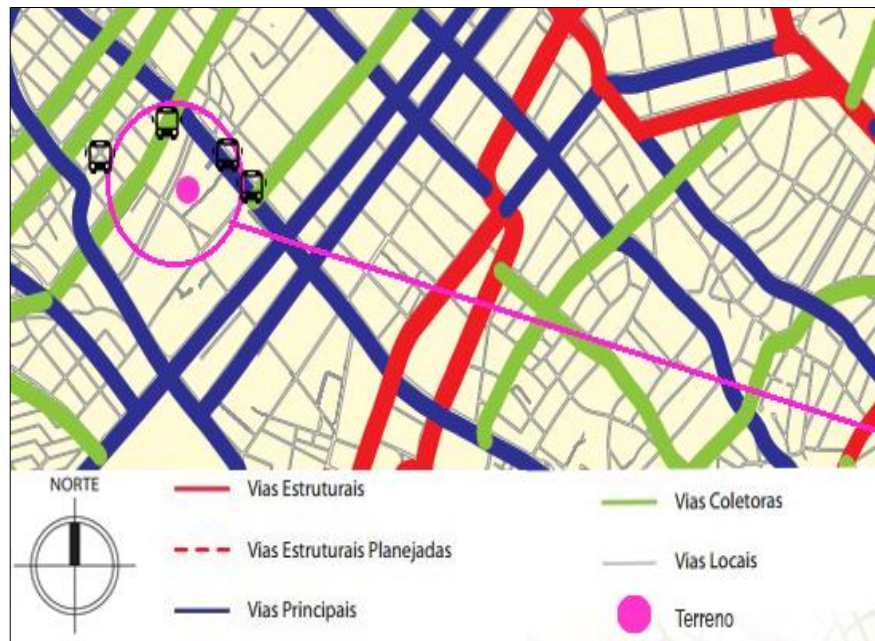 NORTE
Vias Estruturais
Vias Estruturais Planejadas
Vias Principais
Vias Coletoras
Vias Locais
Terreno